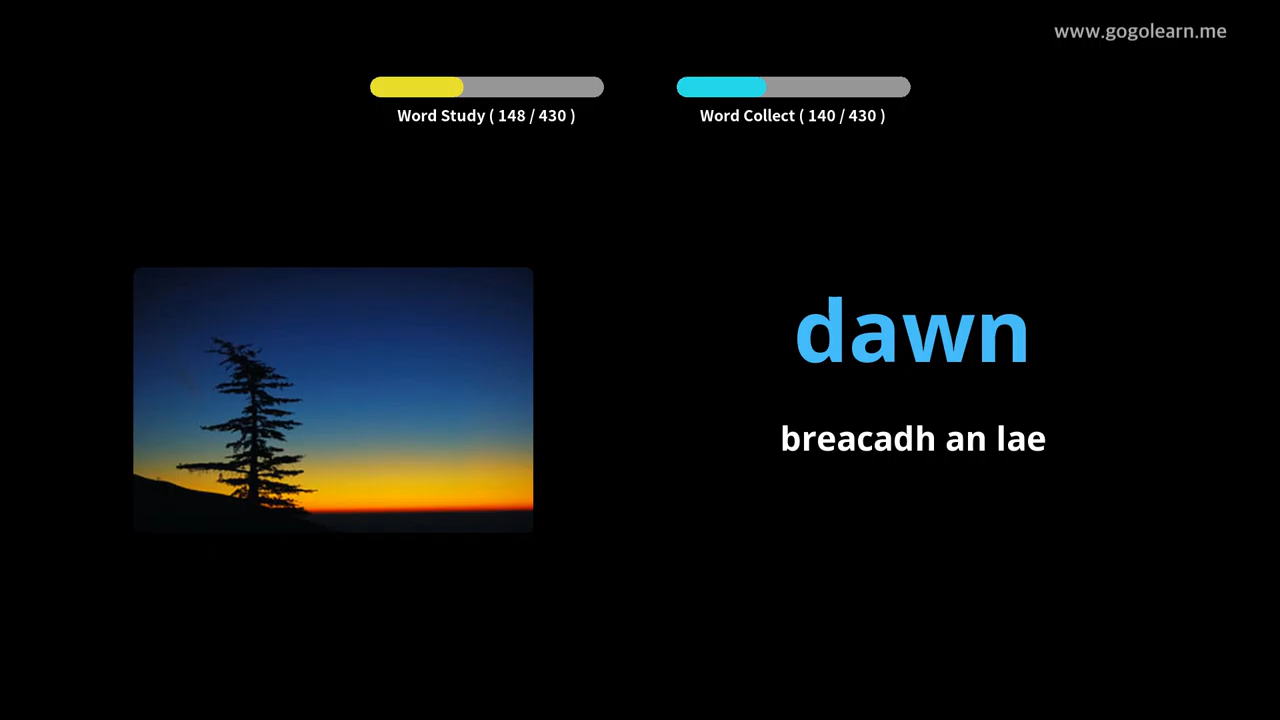 www.gogolearn.me
Word Study ( 148 / 430 )
Word Collect ( 140 / 430 )
dawn
breacadh an lae